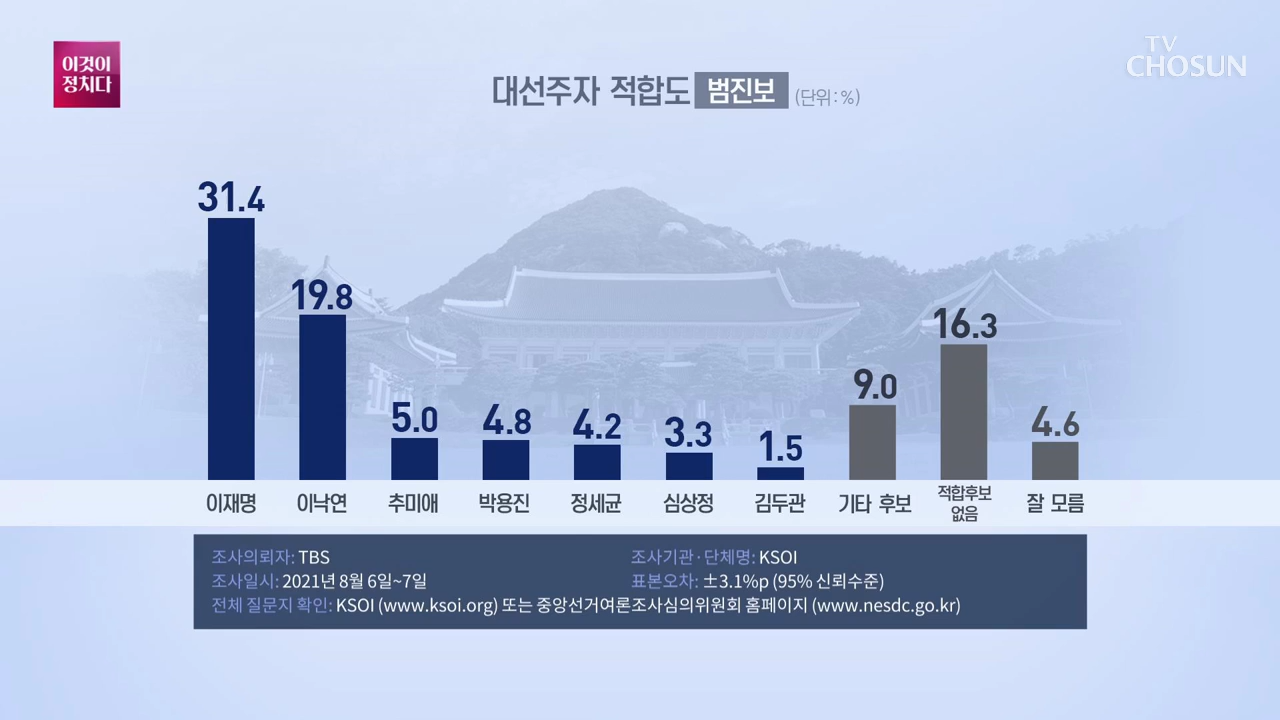 이것이
정치다
TV
CHOSUN
대선주자 적합도 범진보 (단위:%)
31.4
19.8
5.0
4.8
4.2
3.3
1.5
9.0
16.3
4.6
이재명
이낙연
추미애
박용진
정세균
심상정
김두관
기타 후보
적합후보
없음
잘 모름
조사의뢰자: TBS
조사기관·단체명: KSOI
조사일시: 2021년 8월 6일~7일
표본오차: ±3.1%p (95% 신뢰수준)
전체 질문지 확인: KSOI (www.ksoi.org) 또는 중앙선거여론조사심의위원회 홈페이지 (www.nesdc.go.kr)